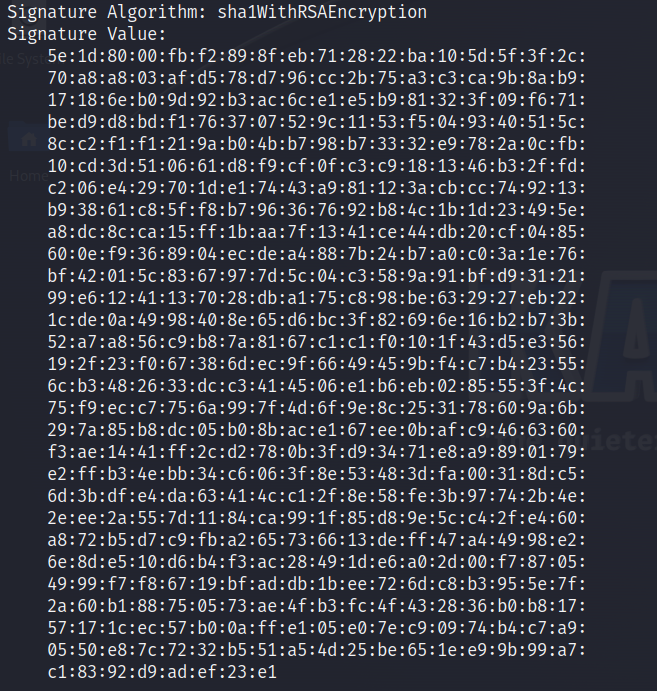 Signature Algorithm: sha1WithRSAEncryption
Signature Value:
5e:1d:80:00:fb:f2:89:8f:eb:71:28:22:ba:10:5d:5f:3f:2c:
70:a8:a8:03:af:d5:78:d7:96:cc:2b:75:a3:c3:ca:9b:8a:b9:
17:18:6e:b0:9d:92:b3:ac:6c:e1:e5:b9:81:32:3f:09:f6:71:
be:d9:d8:bd:f1:76:37:07:52:9c:11:53:f5:04:93:40:51:5c:
8c:c2:f1:f1:21:9a:b0:4b:b7:98:b7:33:32:e9:78:2a:0c:fb:
10:cd:3d:51:06:61:d8:f9:cf:0f:c3:c9:18:13:46:b3:2f:fd:
c2:06:e4:29:70:1d:e1:74:43:a9:81:12:3a:cb:cc:74:92:13:
b9:38:61:c8:5f:f8:b7:96:36:76:92:b8:4c:1b:1d:23:49:5e:
a8:dc:8c:ca:15:ff:1b:aa:7f:13:41:ce:44:db:20:cf:04:85:
60:0e:f9:36:89:04:ec:de:a4:88:7b:24:b7:a0:c0:3a:1e:76:
bf:42:01:5c:83:67:97:7d:5c:04:c3:58:9a:91:bf:d9:31:21:
99:e6:12:41:13:70:28:db:a1:75:c8:98:be:63:29:27:eb:22:
1c:de:0a:49:98:40:8e:65:d6:bc:3f:82:69:6e:16:b2:b7:3b:
52:a7:a8:56:c9:b8:7a:81:67:c1:c1:f0:10:1f:43:d5:e3:56:
19:2f:23:f0:67:38:6d:ec:9f:66:49:45:9b:f4:c7:b4:23:55:
6c:b3:48:26:33:dc:c3:41:45:06:e1:b6:eb:02:85:55:3f:4c:
75:f9:ec:c7:75:6a:99:7f:4d:6f:9e:8c:25:31:78:60:9a:6b:
29:7a:85:b8:dc:05:b0:8b:ac:e1:67:ee:0b:af:c9:46:63:60:
f3:ae:14:41:ff:2c:d2:78:0b:3f:d9:34:71:e8:a9:89:01:79:
e2:ff:b3:4e:bb:34:c6:06:3f:8e:53:48:3d:fa:00:31:8d:c5:
6d:3b:df:e4:da:63:41:4c:c1:2f:8e:58:fe:3b:97:74:2b:4e:
2e:ee:2a:55:7d:11:84:ca:99:1f:85:d8:9e:5c:c4:2f:e4:60:
a8:72:b5:d7:c9:fb:a2:65:73:66:13:de:ff:47:a4:49:98:e2:
6e:8d:e5:10:d6:b4:f3:ac:28:49:1d:e6:a0:2d:00:f7:87:05:
49:99:f7:f8:67:19:bf:ad:db:1b:ee:72:6d:c8:b3:95:5e:7f:
2a:60:b1:88:75:05:73:ae:4f:b3:fc:4f:43:28:36:b0:b8:17:
57:17:1c:ec:57:b0:0a:ff:e1:05:e0:7e:c9:09:74:b4:c7:a9:
05:50:e8:7c:72:32:b5:51:a5:4d:25:be:65:1e:e9:9b:99:a7:
c1:83:92:d9:ad:ef:23:e1
Home